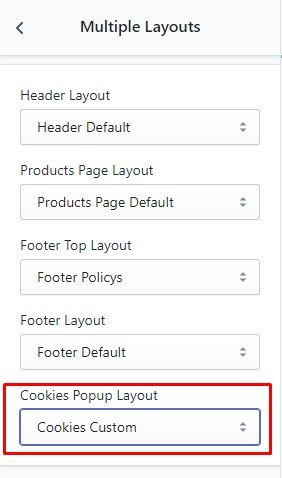 Multiple Layouts
Header Layout
Header Default
Products Page Layout
Products Page Default
Footer Top Layout
Footer Policys
Footer Layout
Footer Default
Cookies Popup Layout
Cookies Custom